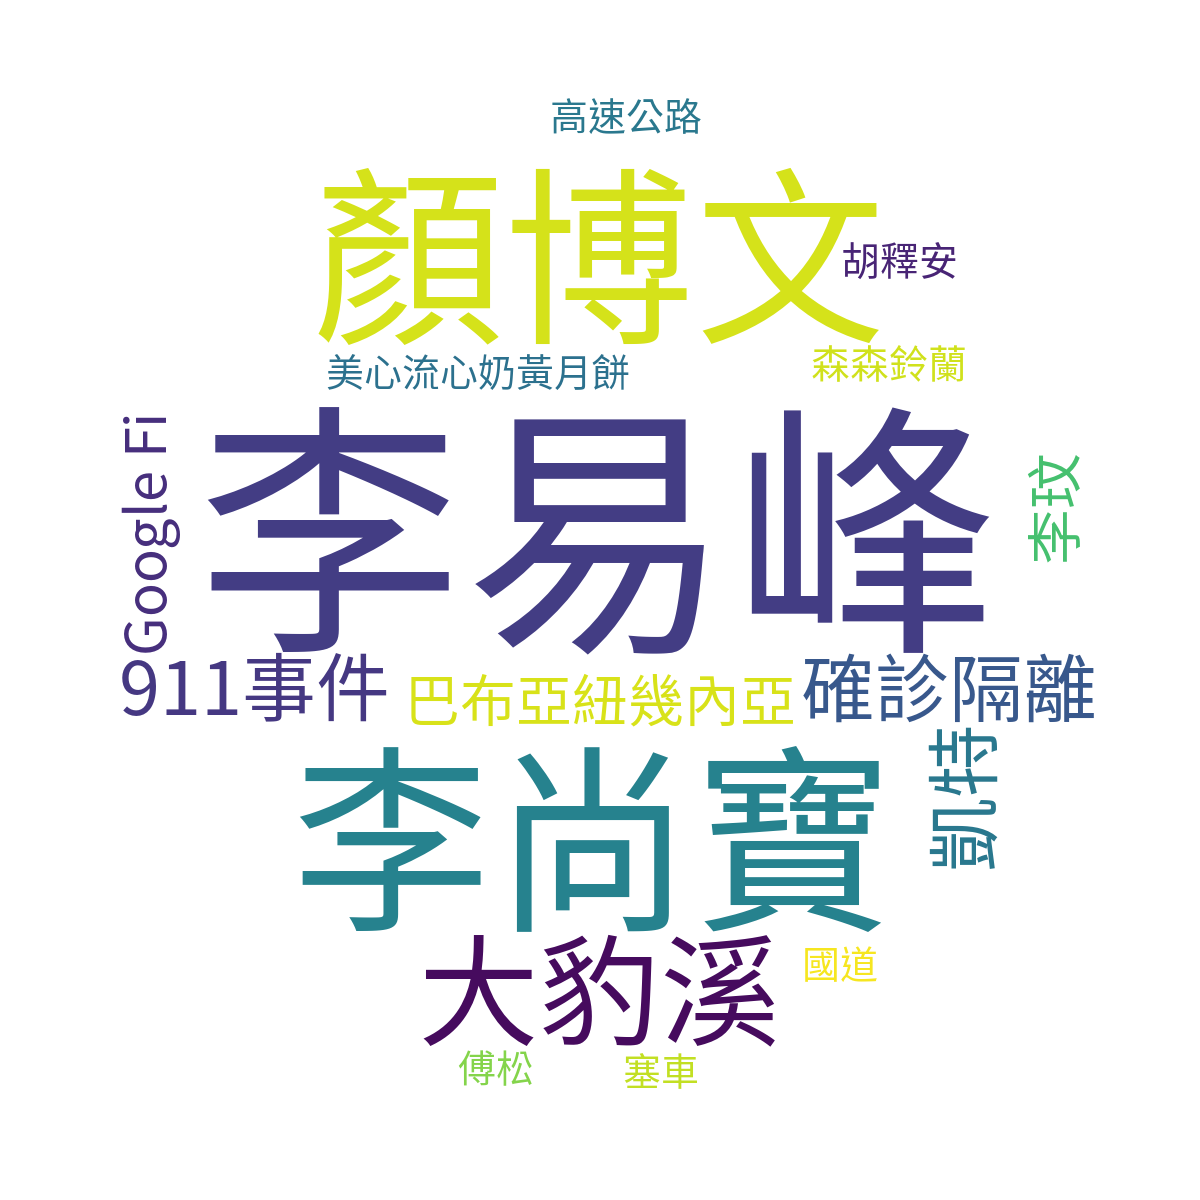 高速公路
顏博文
胡釋安
森森鈴蘭
美心流心奶黃月餅
李易峰
Google Fi
李玟
911事件
巴布亞紐幾內亞
確診隔離
李尚寶
凱特
大豹溪
國道
傅松
塞車